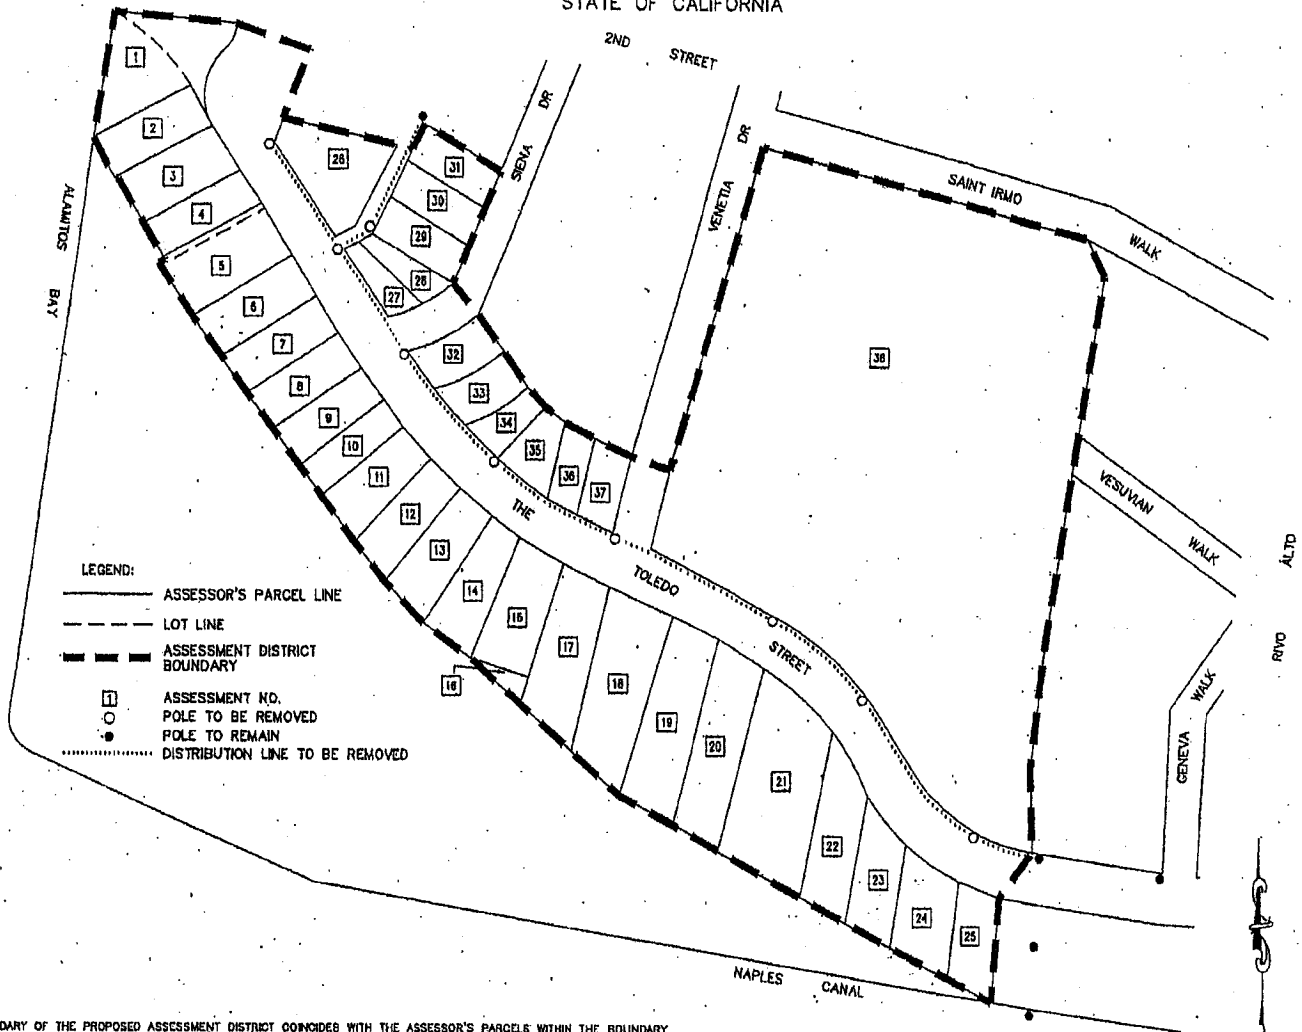 STATE OF CALIFORNIA
2ND STREET
SIENA DR
VENETIA DR
SAINT IRMO WALK
ALAMITOS BAY
VESUVIAN WALK
RIVO ALTO
GENEVA WALK
THE TOLEDO STREET
NAPLES CANAL
1
2
3
4
5
6
7
8
9
10
11
12
13
14
15
16
17
18
19
20
21
22
23
24
25
26
27
28
29
30
31
32
33
34
35
36
37
38
LEGEND:
ASSESSOR'S PARCEL LINE
LOT LINE
ASSESSMENT DISTRICT
BOUNDARY
1 ASSESSMENT NO.
POLE TO BE REMOVED
POLE TO REMAIN
DISTRIBUTION LINE TO BE REMOVED
DARY OF THE PROPOSED ASSESSMENT DISTRICT COINCIDES WITH THE ASSESSOR'S PARCELS WITHIN THE BOUNDARY